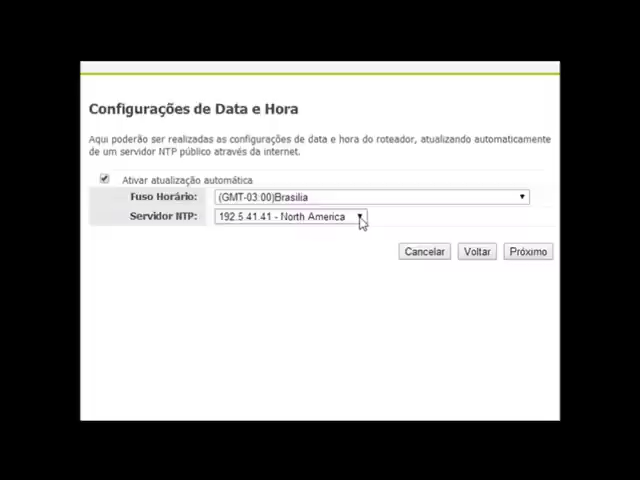 Configurações de Data e Hora
Aqui poderão ser realizadas as configurações de data e hora do roteador, atualizando automaticamente
de um servidor NTP público através da internet.
Ativar atualização automática
Fuso Horário: (GMT-03:00)Brasilia
Servidor NTP: 192.5.41.41 - North America
Cancelar Voltar Próximo